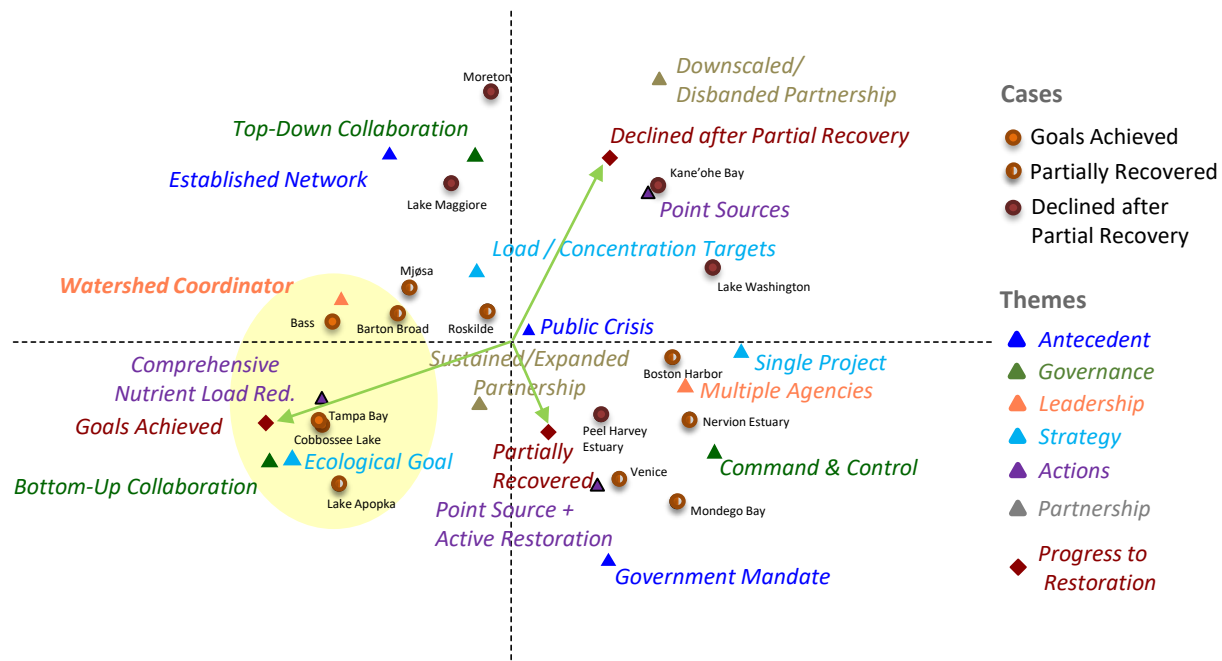 Moreton
Downscaled/
Disbanded Partnership
Top-Down Collaboration
Declined after Partial Recovery
Established Network
Kane’ohe Bay
Lake Maggiore
Point Sources
Load / Concentration Targets
Mjøsa
Lake Washington
Watershed Coordinator
Bass
Barton Broad
Roskilde
Public Crisis
Comprehensive
Nutrient Load Red.
Sustained/Expanded
Partnership
Boston Harbor
Single Project
Multiple Agencies
Goals Achieved
Tampa Bay
Cobbossee Lake
Peel Harvey
Estuary
Nervion Estuary
Partially
Recovered
Ecological Goal
Command & Control
Bottom-Up Collaboration
Venice
Lake Apopka
Mondego Bay
Point Source +
Active Restoration
Government Mandate
Cases
Goals Achieved
Partially Recovered
Declined after
Partial Recovery
Themes
Antecedent
Governance
Leadership
Strategy
Actions
Partnership
Progress to
Restoration